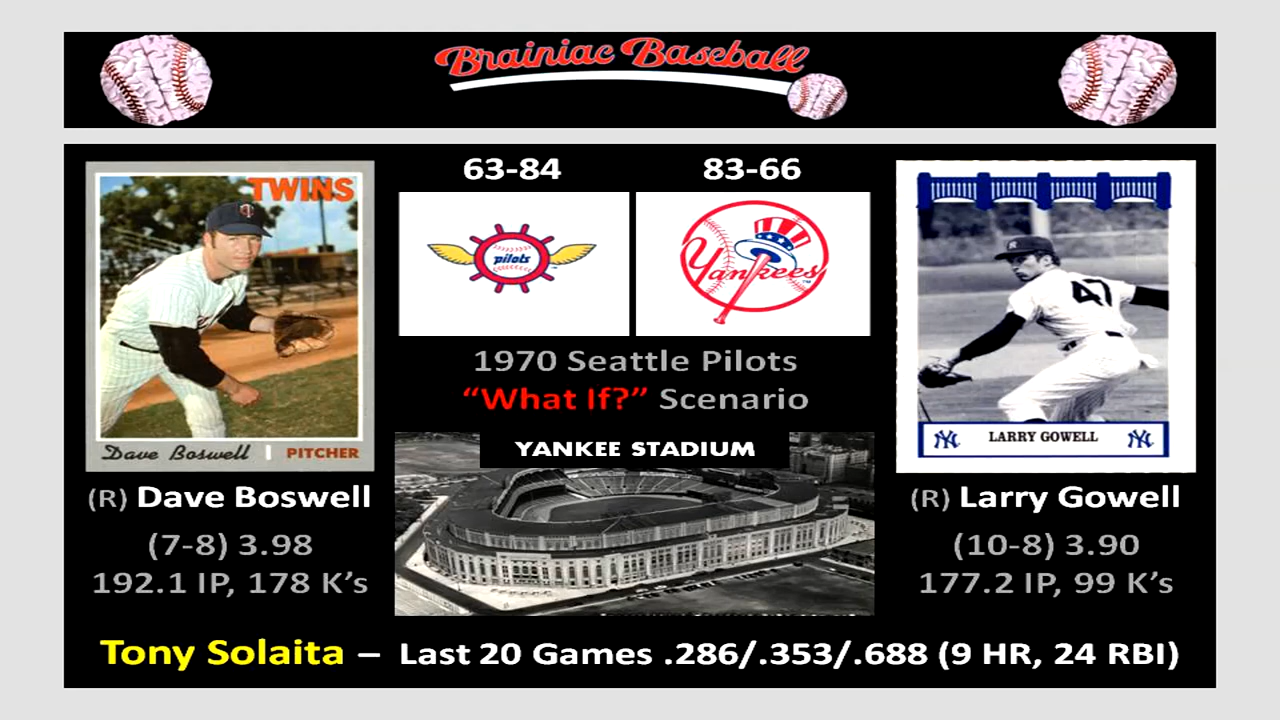 Brainiac Baseball
63-84
83-66
TWINS
pilots
Yankees
47
1970 Seattle Pilots
“What If?” Scenario
YANKEE STADIUM
Dave Boswell PITCHER
LARRY GOWELL
(R) Dave Boswell
(7-8) 3.98
192.1 IP, 178 K’s
(R) Larry Gowell
(10-8) 3.90
177.2 IP, 99 K’s
Tony Solaita – Last 20 Games .286/.353/.688 (9 HR, 24 RBI)